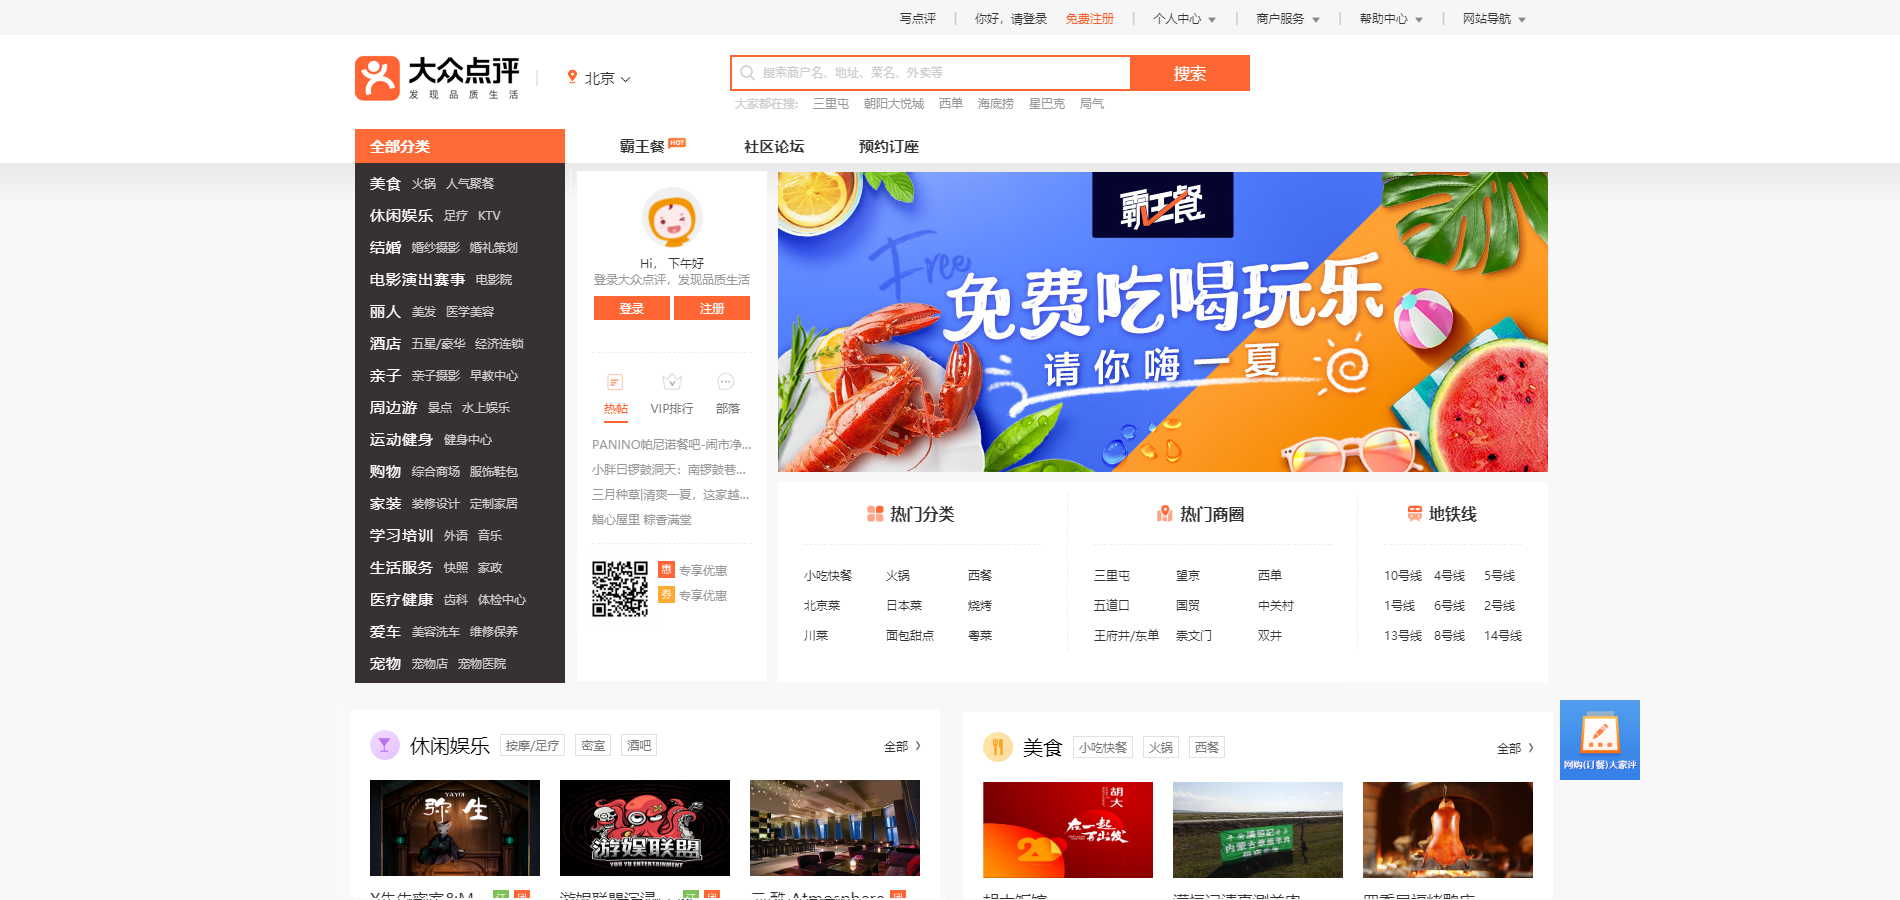 写点评 你好，请登录 免费注册 个人中心 商户服务 帮助中心 网站导航
大众点评
发现品质生活
北京
搜索商户名、地址、菜名、外卖等
搜索
大家都在搜: 三里屯 朝阳大悦城 西单 海底捞 星巴克 局气
全部分类
霸王餐 HOT 社区论坛 预约订座
美食 火锅 人气聚餐
休闲娱乐 足疗 KTV
结婚 婚纱摄影 婚礼策划
电影演出赛事 电影院
丽人 美发 医学美容
酒店 五星/豪华 经济连锁
亲子 亲子摄影 早教中心
周边游 景点 水上娱乐
运动健身 健身中心
购物 综合商场 服饰鞋包
家装 装修设计 定制家居
学习培训 外语 音乐
生活服务 快照 家政
医疗健康 齿科 体检中心
爱车 美容洗车 维修保养
宠物 宠物店 宠物医院
Hi， 下午好
登录大众点评，发现品质生活
登录 注册
热帖 VIP排行 部落
PANINO帕尼诺餐吧-闹市净...
小胖日锣鼓洞天：南锣鼓巷...
三月种草|清爽一夏，这家越...
鮨心屋里 粽香满堂
惠 专享优惠
券 专享优惠
霸王餐
Free
免费吃喝玩乐
请你嗨一夏
热门分类
小吃快餐 火锅 西餐
北京菜 日本菜 烧烤
川菜 面包甜点 粤菜
热门商圈
三里屯 望京 西单
五道口 国贸 中关村
王府井/东单 崇文门 双井
地铁线
10号线 4号线 5号线
1号线 6号线 2号线
13号线 8号线 14号线
休闲娱乐 按摩/足疗 密室 酒吧 全部
YAYOI
弥生
游娱联盟
YOU YU ENTERTAINMENT
美食 小吃快餐 火锅 西餐 全部
胡大
在一起
再出发
内蒙古草原羊肉
网购(订餐)大家评